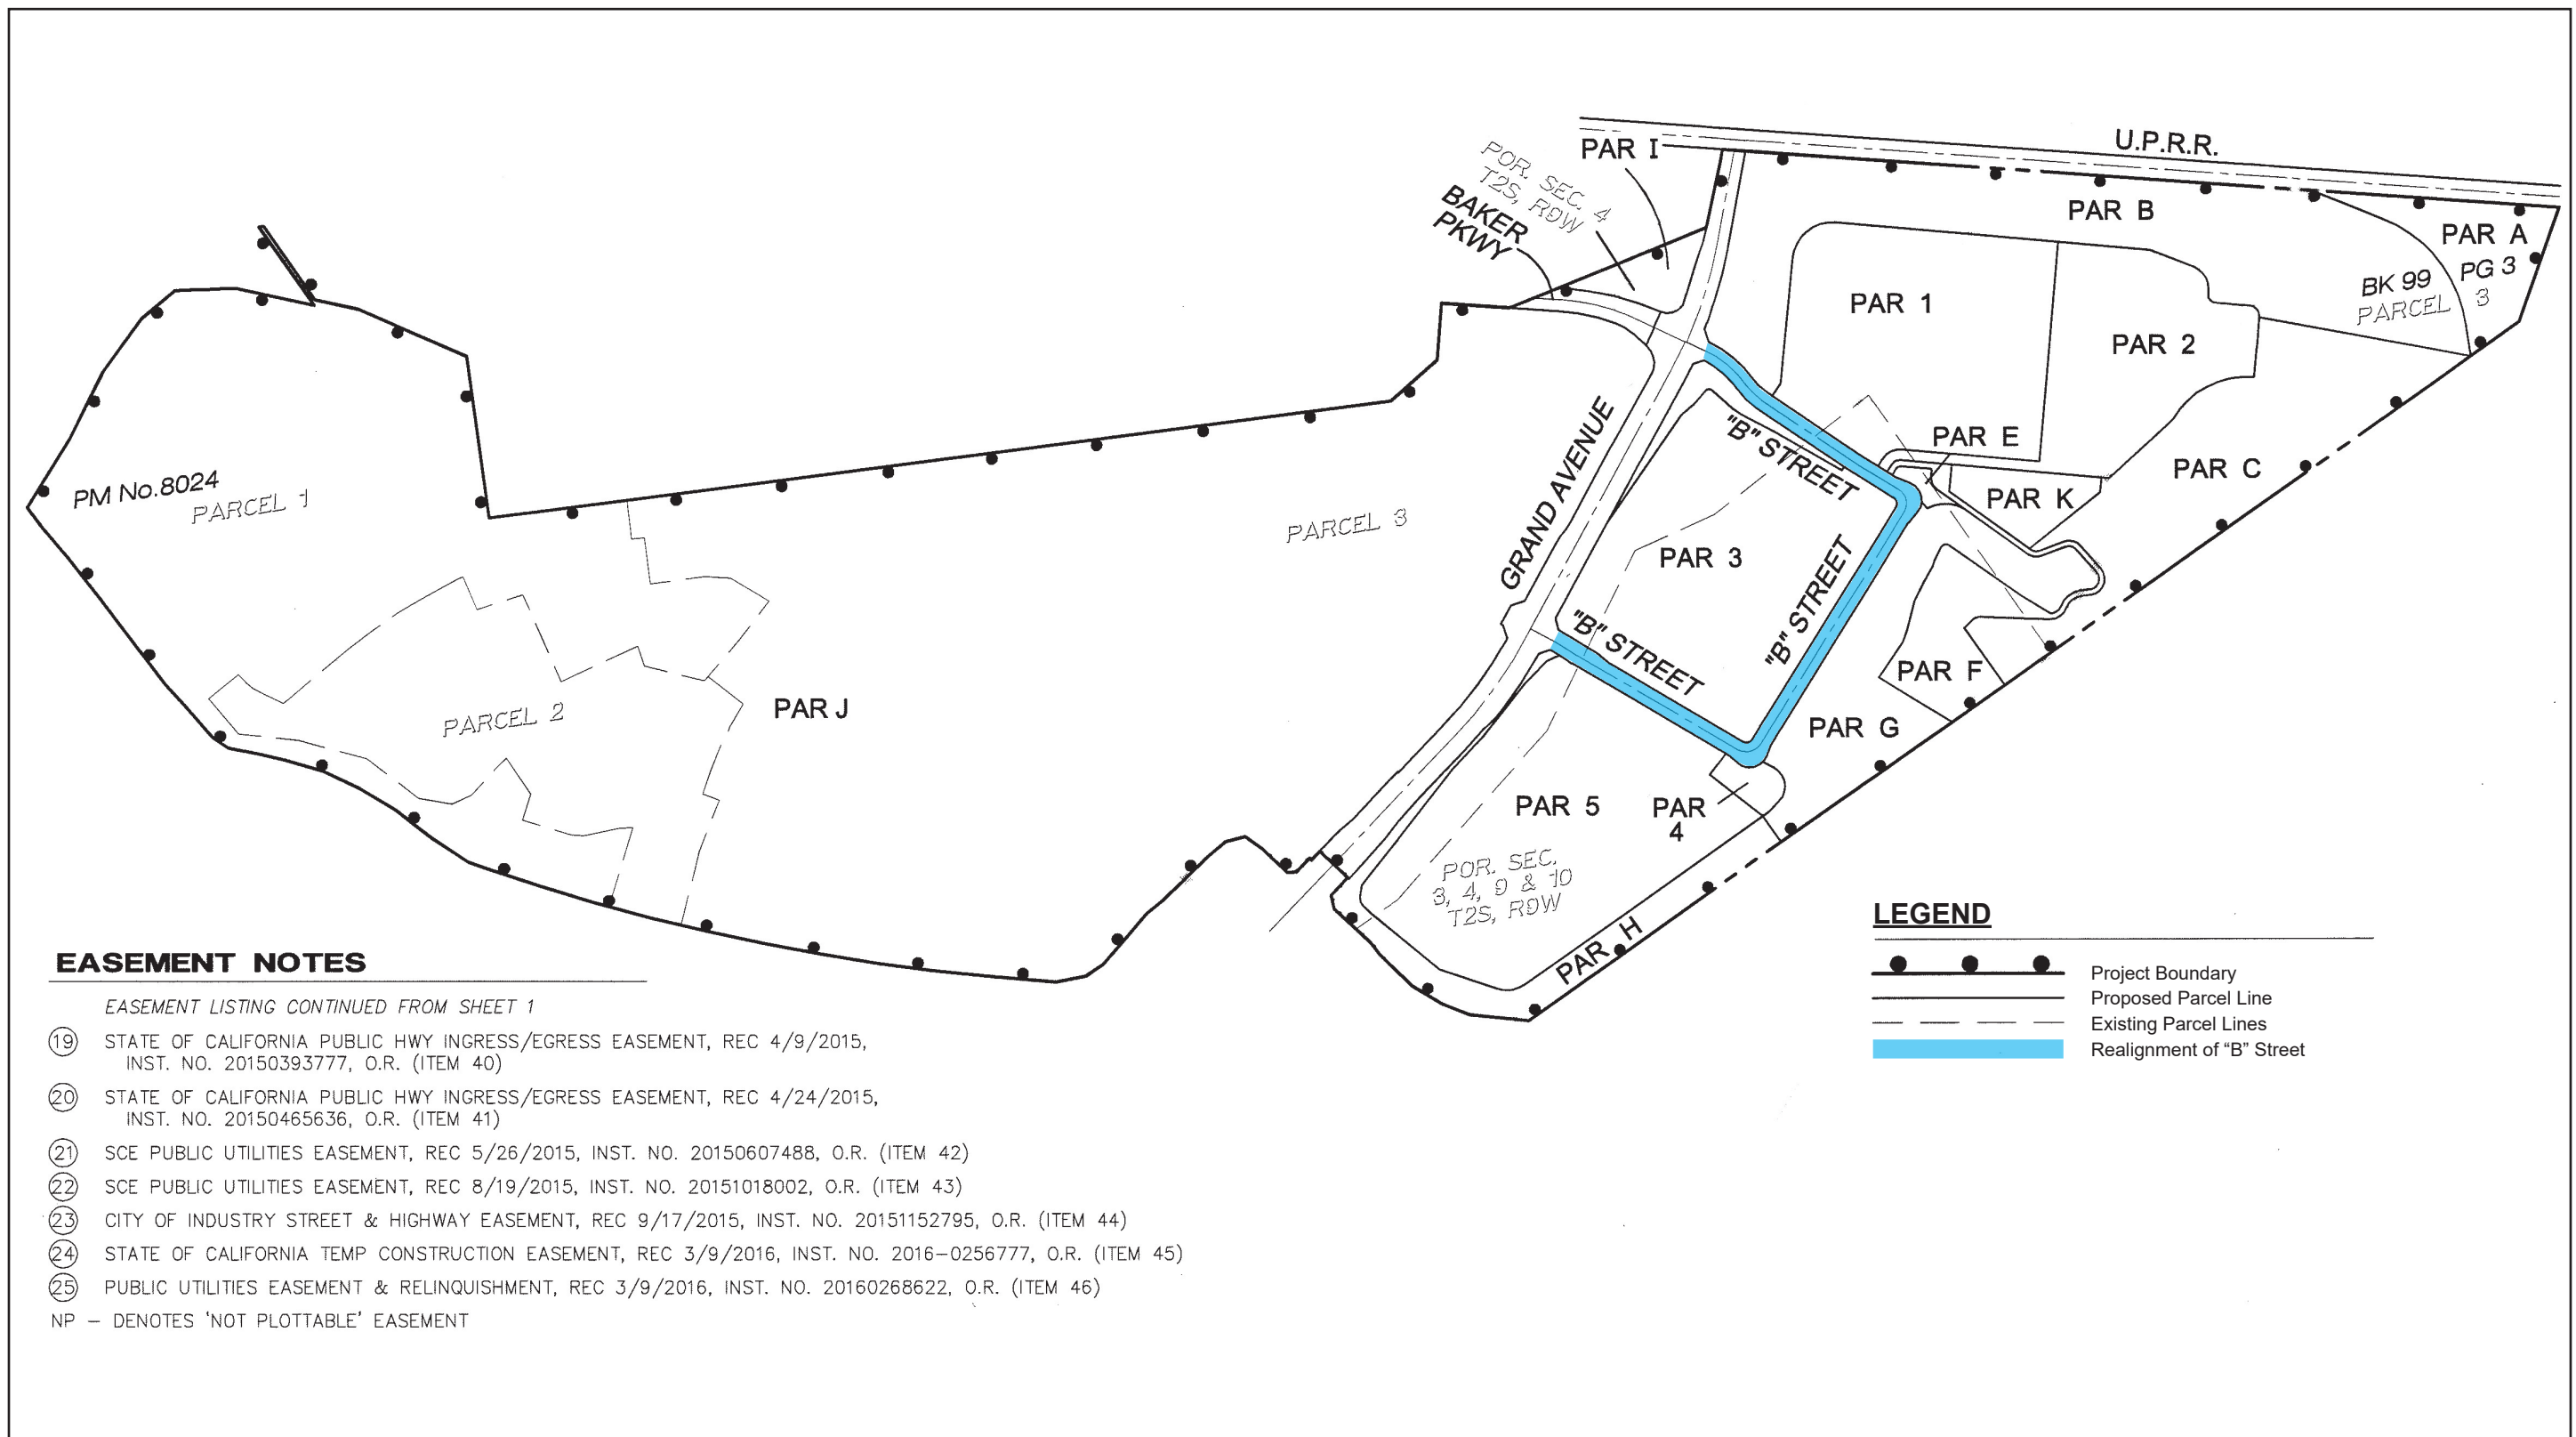 U.P.R.R.
PAR I
POR. SEC. 4
T2S, R9W
BAKER
PKWY
PAR B
PAR A
BK 99
PG 3
PARCEL 3
PAR 1
PAR 2
GRAND AVENUE
"B" STREET
PAR E
PAR C
PAR K
PM No.8024
PARCEL 1
PARCEL 3
PAR 3
"B" STREET
"B" STREET
PAR F
PARCEL 2
PAR J
PAR G
PAR 5
PAR
4
POR. SEC.
3, 4, 9 & 10
T2S, R9W
PAR H
LEGEND
Project Boundary
Proposed Parcel Line
Existing Parcel Lines
Realignment of “B” Street
EASEMENT NOTES
EASEMENT LISTING CONTINUED FROM SHEET 1
19 STATE OF CALIFORNIA PUBLIC HWY INGRESS/EGRESS EASEMENT, REC 4/9/2015,
INST. NO. 20150393777, O.R. (ITEM 40)
20 STATE OF CALIFORNIA PUBLIC HWY INGRESS/EGRESS EASEMENT, REC 4/24/2015,
INST. NO. 20150465636, O.R. (ITEM 41)
21 SCE PUBLIC UTILITIES EASEMENT, REC 5/26/2015, INST. NO. 20150607488, O.R. (ITEM 42)
22 SCE PUBLIC UTILITIES EASEMENT, REC 8/19/2015, INST. NO. 20151018002, O.R. (ITEM 43)
23 CITY OF INDUSTRY STREET & HIGHWAY EASEMENT, REC 9/17/2015, INST. NO. 20151152795, O.R. (ITEM 44)
24 STATE OF CALIFORNIA TEMP CONSTRUCTION EASEMENT, REC 3/9/2016, INST. NO. 2016-0256777, O.R. (ITEM 45)
25 PUBLIC UTILITIES EASEMENT & RELINQUISHMENT, REC 3/9/2016, INST. NO. 20160268622, O.R. (ITEM 46)
NP - DENOTES 'NOT PLOTTABLE' EASEMENT